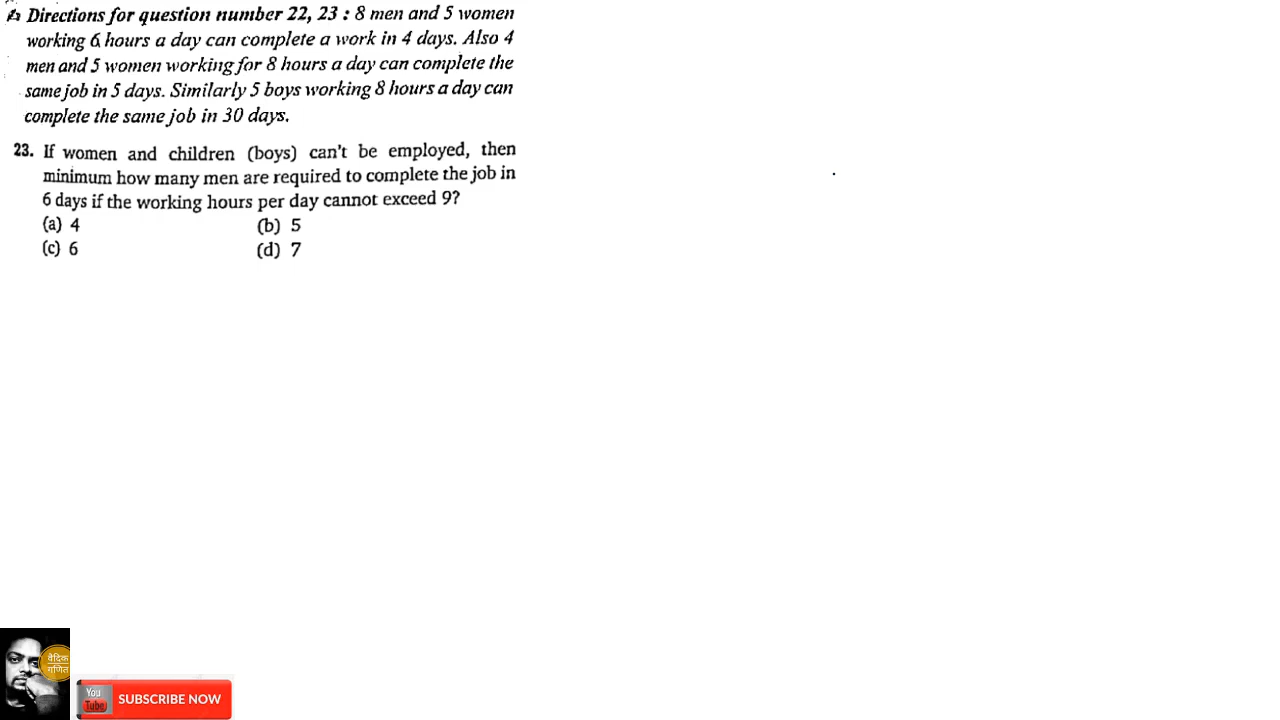 Directions for question number 22, 23 : 8 men and 5 women
working 6 hours a day can complete a work in 4 days. Also 4
men and 5 women working for 8 hours a day can complete the
same job in 5 days. Similarly 5 boys working 8 hours a day can
complete the same job in 30 days.
23. If women and children (boys) can't be employed, then
minimum how many men are required to complete the job in
6 days if the working hours per day cannot exceed 9?
(a) 4 (b) 5
(c) 6 (d) 7
वैदिक
गणित
You
Tube
SUBSCRIBE NOW